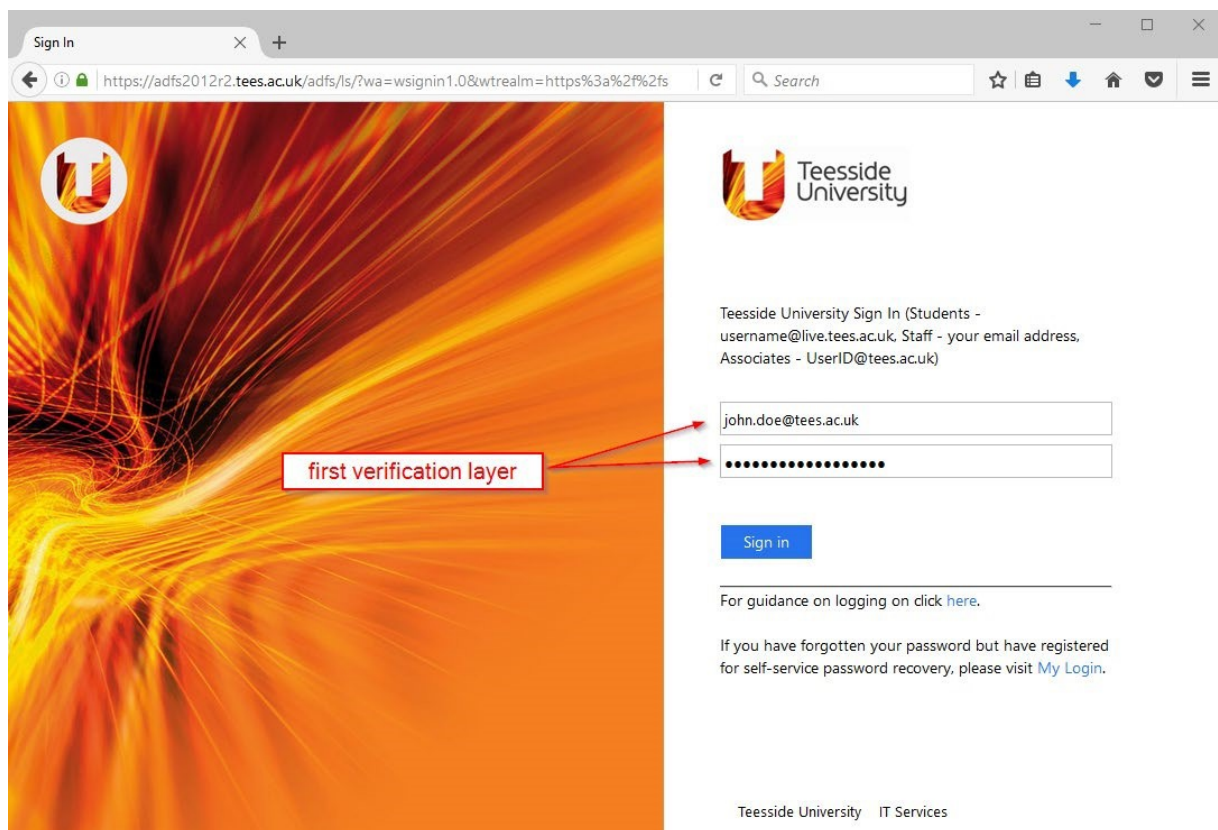 Sign In
https://adfs2012r2.tees.ac.uk/adfs/ls/?wa=wsignin1.0&wtrealm=https%3a%2f%2fs
Search
Teesside
University
Teesside University Sign In (Students -
username@live.tees.ac.uk, Staff - your email address,
Associates - UserID@tees.ac.uk)
john.doe@tees.ac.uk
••••••••••••••••••
first verification layer
Sign in
For guidance on logging on click here.
If you have forgotten your password but have registered
for self-service password recovery, please visit My Login.
Teesside University IT Services